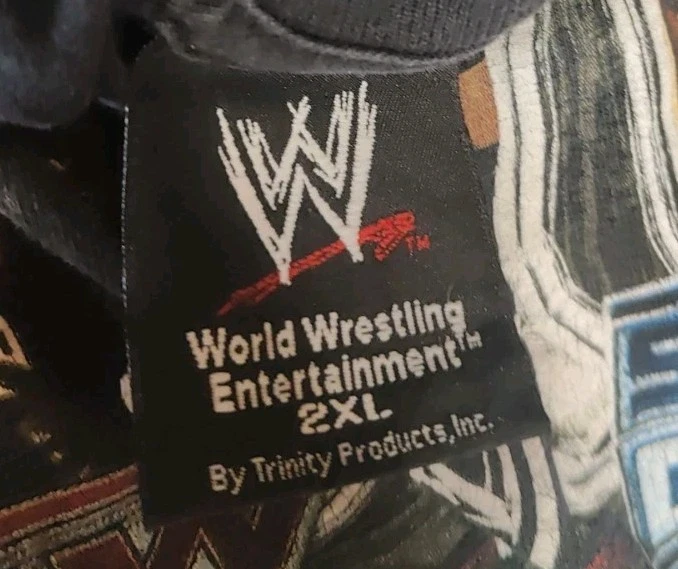 W
TM
World Wrestling
Entertainment™
2XL
By Trinity Products,Inc.